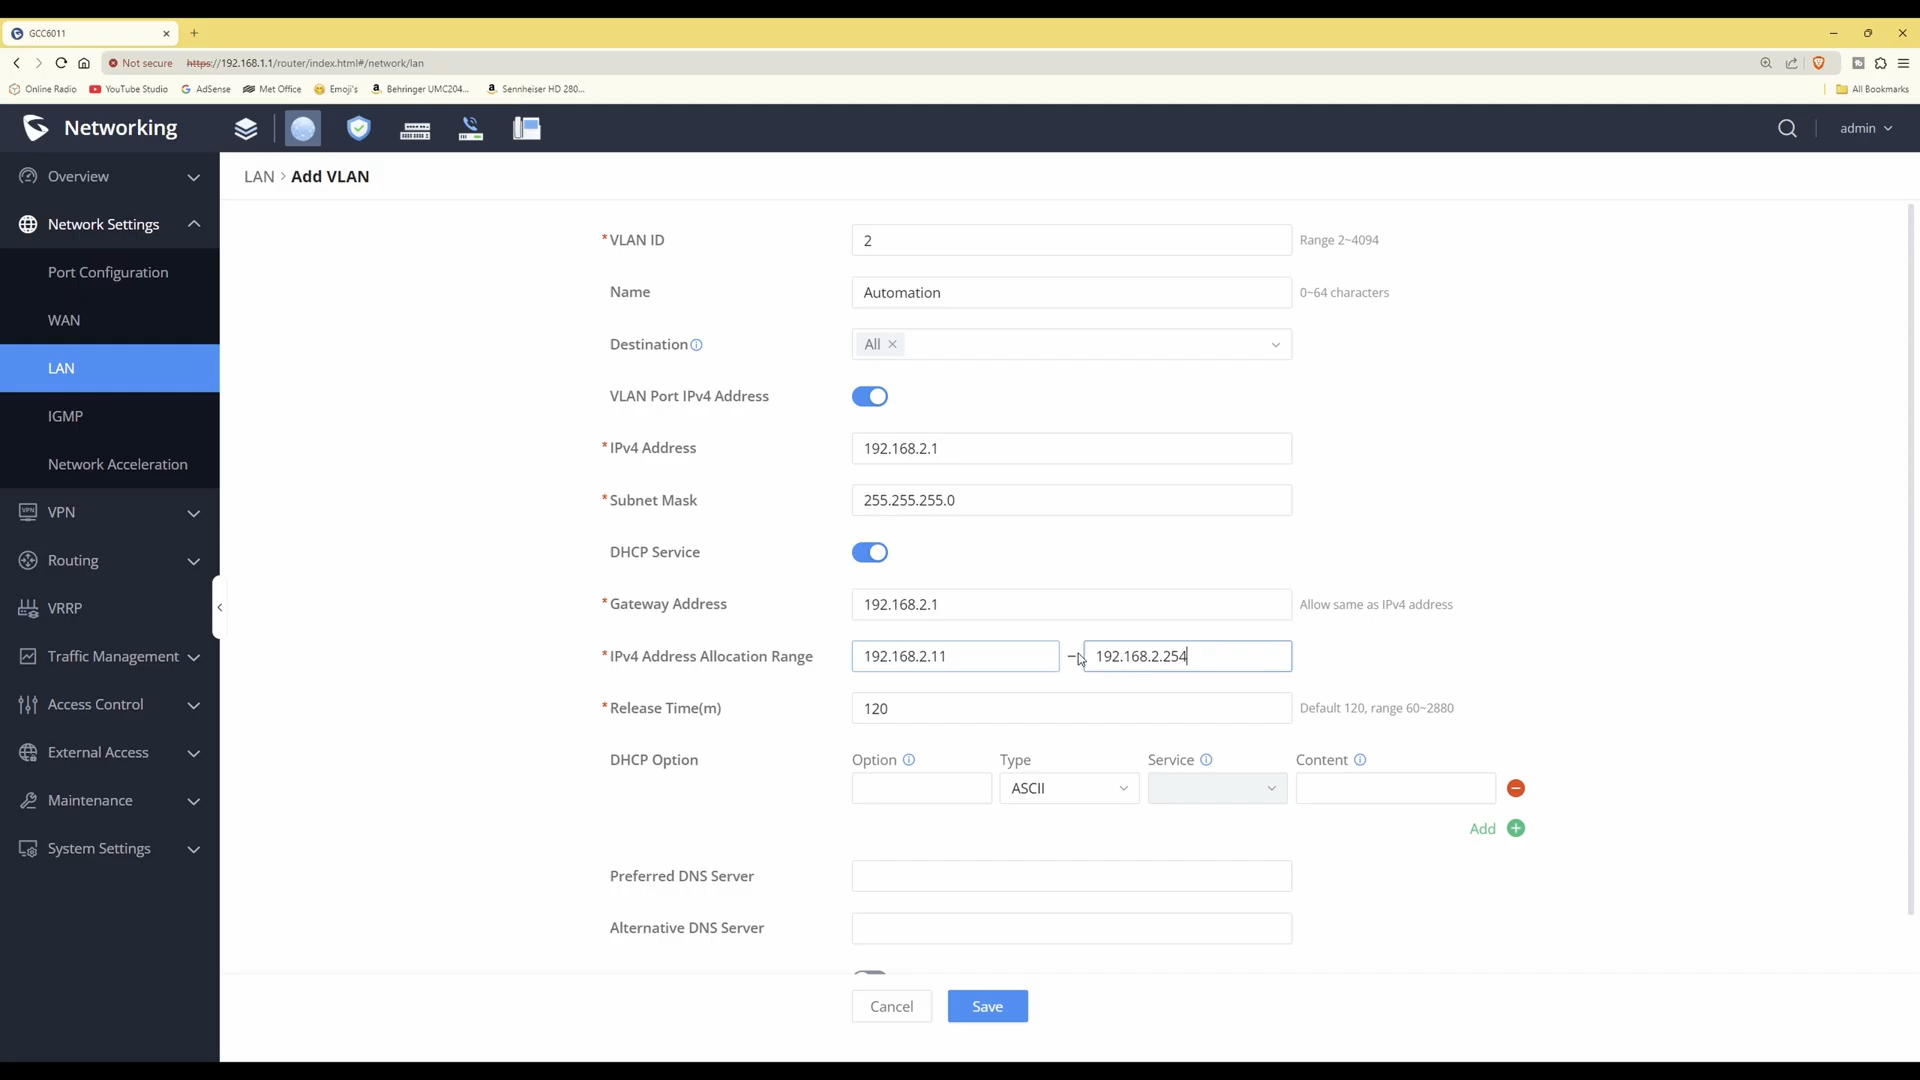 GCC6011
Not secure https://192.168.1.1/router/index.html#/network/lan
Online Radio YouTube Studio AdSense Met Office Emoji's Behringer UMC204... Sennheiser HD 280... All Bookmarks
Networking admin
Overview
Network Settings
Port Configuration
WAN
LAN
IGMP
Network Acceleration
VPN
Routing
VRRP
Traffic Management
Access Control
External Access
Maintenance
System Settings
LAN > Add VLAN
*VLAN ID 2 Range 2~4094
Name Automation 0~64 characters
Destination All
VLAN Port IPv4 Address
*IPv4 Address 192.168.2.1
*Subnet Mask 255.255.255.0
DHCP Service
*Gateway Address 192.168.2.1 Allow same as IPv4 address
*IPv4 Address Allocation Range 192.168.2.11 – 192.168.2.254
*Release Time(m) 120 Default 120, range 60~2880
DHCP Option Option Type Service Content
ASCII
Add
Preferred DNS Server
Alternative DNS Server
Cancel Save